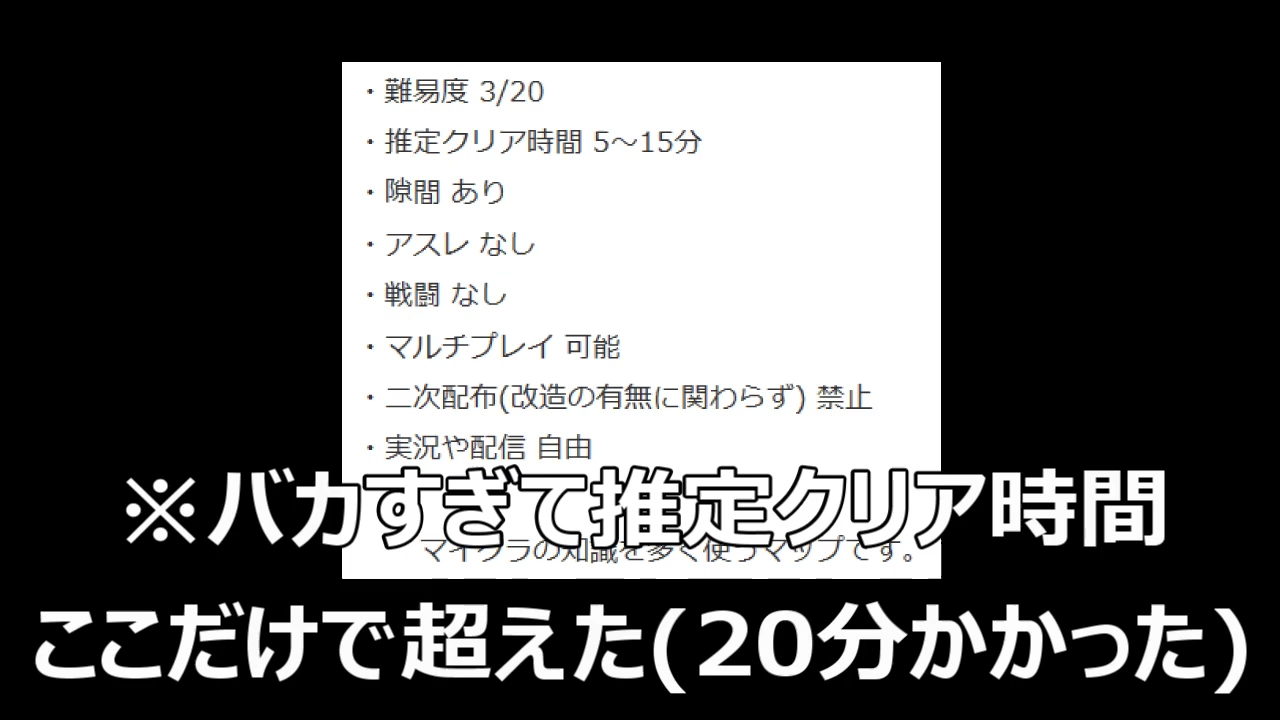 ・難易度 3/20
・推定クリア時間 5～15分
・隙間 あり
・アスレ なし
・戦闘 なし
・マルチプレイ 可能
・二次配布(改造の有無に関わらず) 禁止
・実況や配信 自由
※バカすぎて推定クリア時間
マイクラの知識を多く使うマップです。
ここだけで超えた(20分かかった)